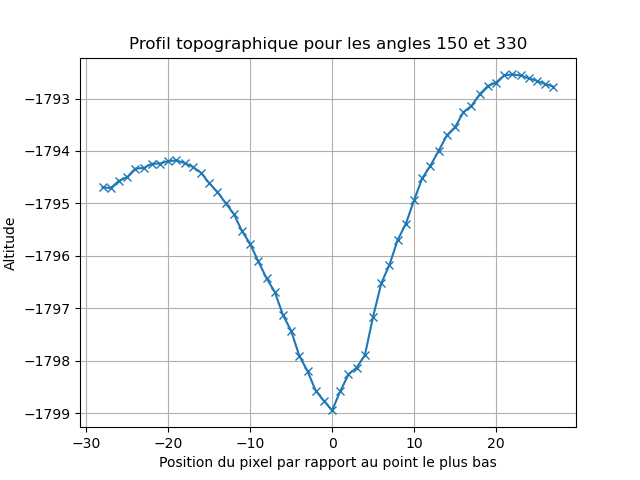 Profil topographique pour les angles 150 et 330
Altitude
−1793
−1794
−1795
−1796
−1797
−1798
−1799
−30 −20 −10 0 10 20
Position du pixel par rapport au point le plus bas